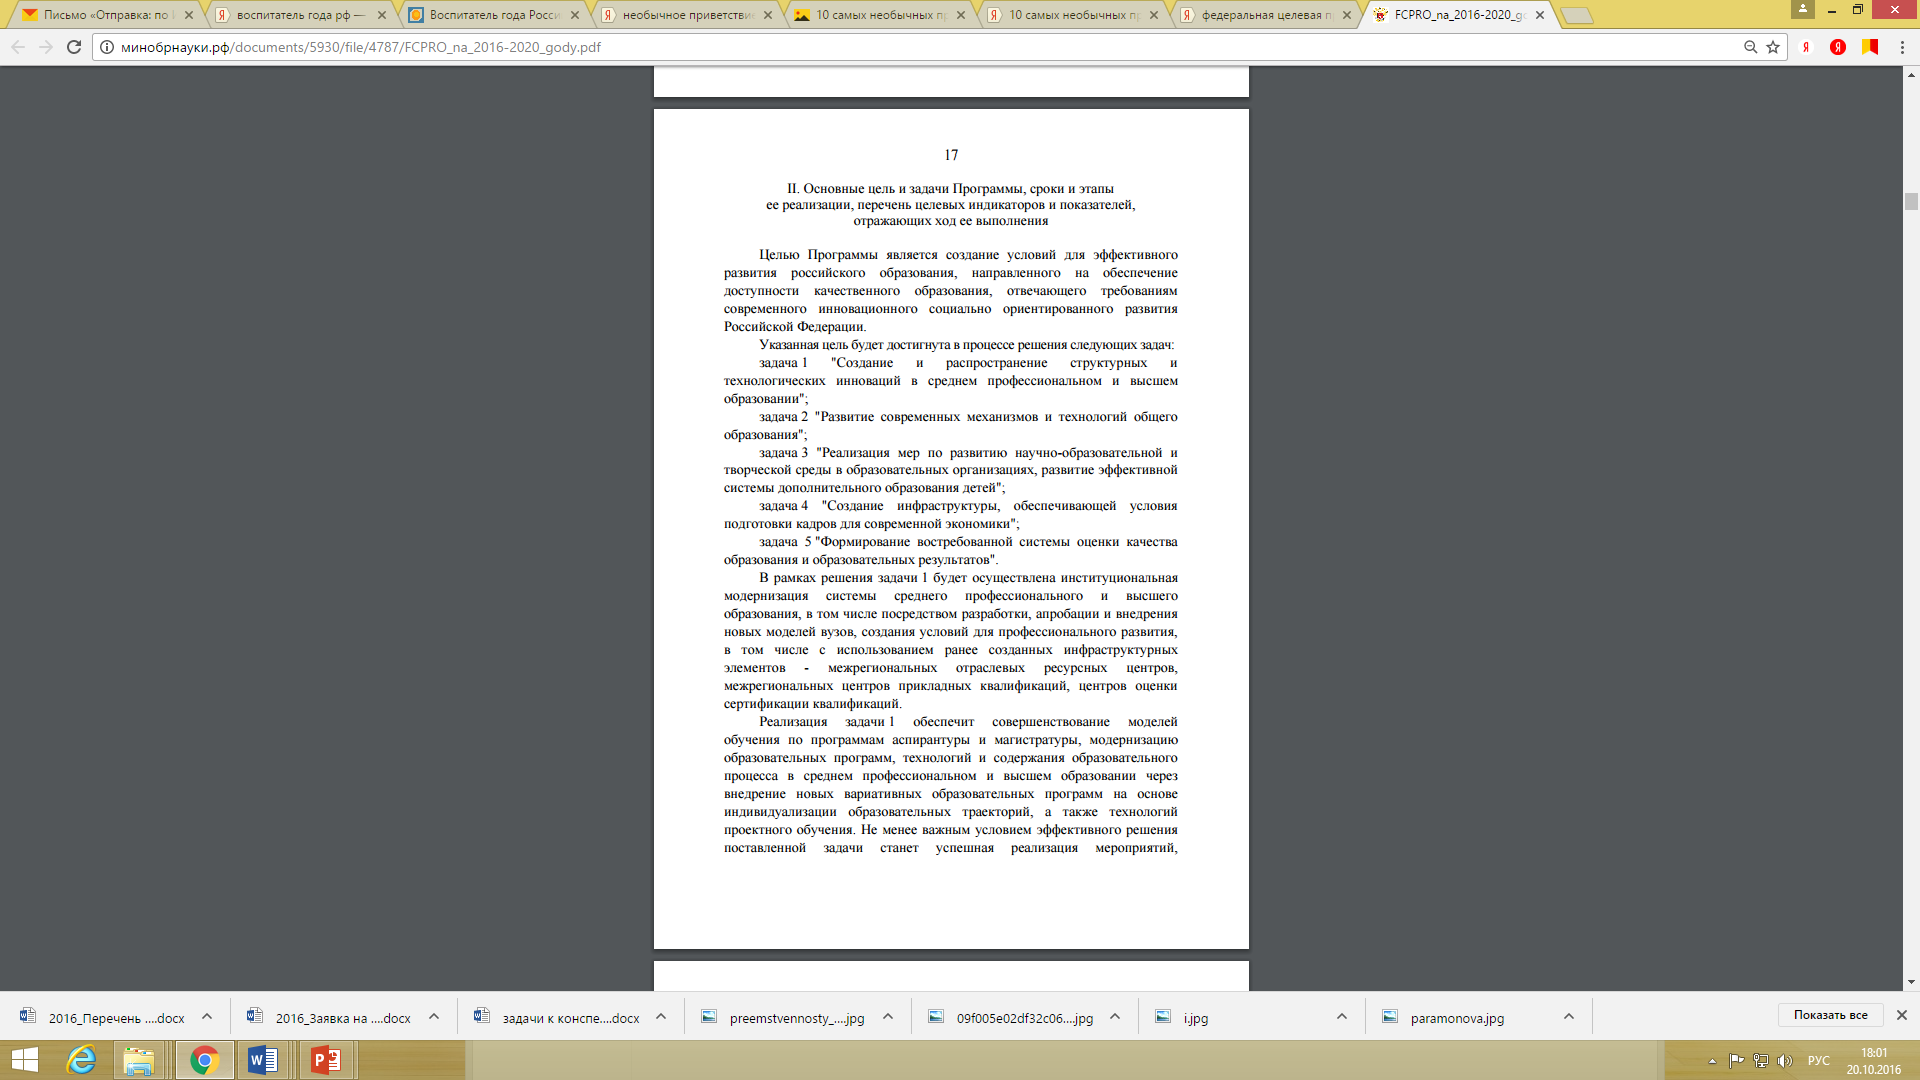 Письмо «Отправка: по
воспитатель года рф —
Воспитатель года Росси
необычное приветствие
10 самых необычных пр
10 самых необычных пр
федеральная целевая п
FCPRO_na_2016-2020_go
минобрнауки.рф/documents/5930/file/4787/FCPRO_na_2016-2020_gody.pdf
17
II. Основные цель и задачи Программы, сроки и этапы
ее реализации, перечень целевых индикаторов и показателей,
отражающих ход ее выполнения
Целью Программы является создание условий для эффективного
развития российского образования, направленного на обеспечение
доступности качественного образования, отвечающего требованиям
современного инновационного социально ориентированного развития
Российской Федерации.
Указанная цель будет достигнута в процессе решения следующих задач:
задача 1 "Создание и распространение структурных и
технологических инноваций в среднем профессиональном и высшем
образовании";
задача 2 "Развитие современных механизмов и технологий общего
образования";
задача 3 "Реализация мер по развитию научно-образовательной и
творческой среды в образовательных организациях, развитие эффективной
системы дополнительного образования детей";
задача 4 "Создание инфраструктуры, обеспечивающей условия
подготовки кадров для современной экономики";
задача 5 "Формирование востребованной системы оценки качества
образования и образовательных результатов".
В рамках решения задачи 1 будет осуществлена институциональная
модернизация системы среднего профессионального и высшего
образования, в том числе посредством разработки, апробации и внедрения
новых моделей вузов, создания условий для профессионального развития,
в том числе с использованием ранее созданных инфраструктурных
элементов - межрегиональных отраслевых ресурсных центров,
межрегиональных центров прикладных квалификаций, центров оценки
сертификации квалификаций.
Реализация задачи 1 обеспечит совершенствование моделей
обучения по программам аспирантуры и магистратуры, модернизацию
образовательных программ, технологий и содержания образовательного
процесса в среднем профессиональном и высшем образовании через
внедрение новых вариативных образовательных программ на основе
индивидуализации образовательных траекторий, а также технологий
проектного обучения. Не менее важным условием эффективного решения
поставленной задачи станет успешная реализация мероприятий,
2016_Перечень ....docx
2016_Заявка на ....docx
задачи к конспе....docx
preemstvennosty_....jpg
09f005e02df32c06....jpg
i.jpg
paramonova.jpg
Показать все
РУС
18:01
20.10.2016